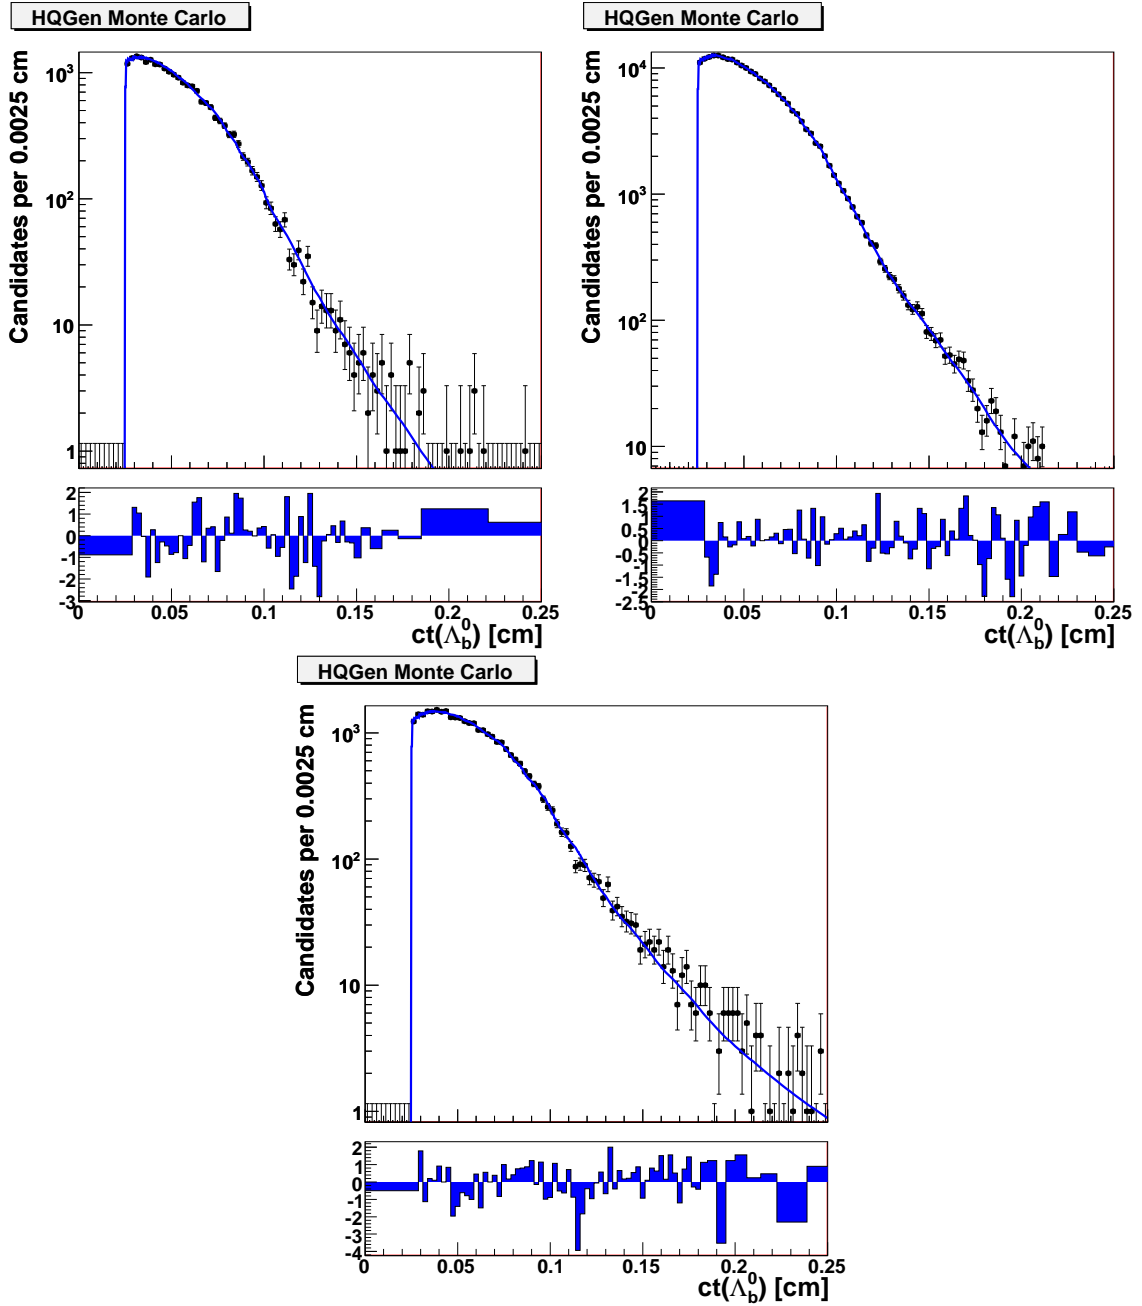 HQGen Monte Carlo
Candidates per 0.0025 cm
10³
10²
10
1
2
1
0
-1
-2
-3
0 0.05 0.1 0.15 0.2 0.25
ct(Λ⁰_b) [cm]
HQGen Monte Carlo
Candidates per 0.0025 cm
10⁴
10³
10²
10
2
1.5
1
0.5
0
-0.5
-1
-1.5
-2
-2.5
0 0.05 0.1 0.15 0.2 0.25
ct(Λ⁰_b) [cm]
HQGen Monte Carlo
Candidates per 0.0025 cm
10³
10²
10
1
2
1
0
-1
-2
-3
-4
0 0.05 0.1 0.15 0.2 0.25
ct(Λ⁰_b) [cm]